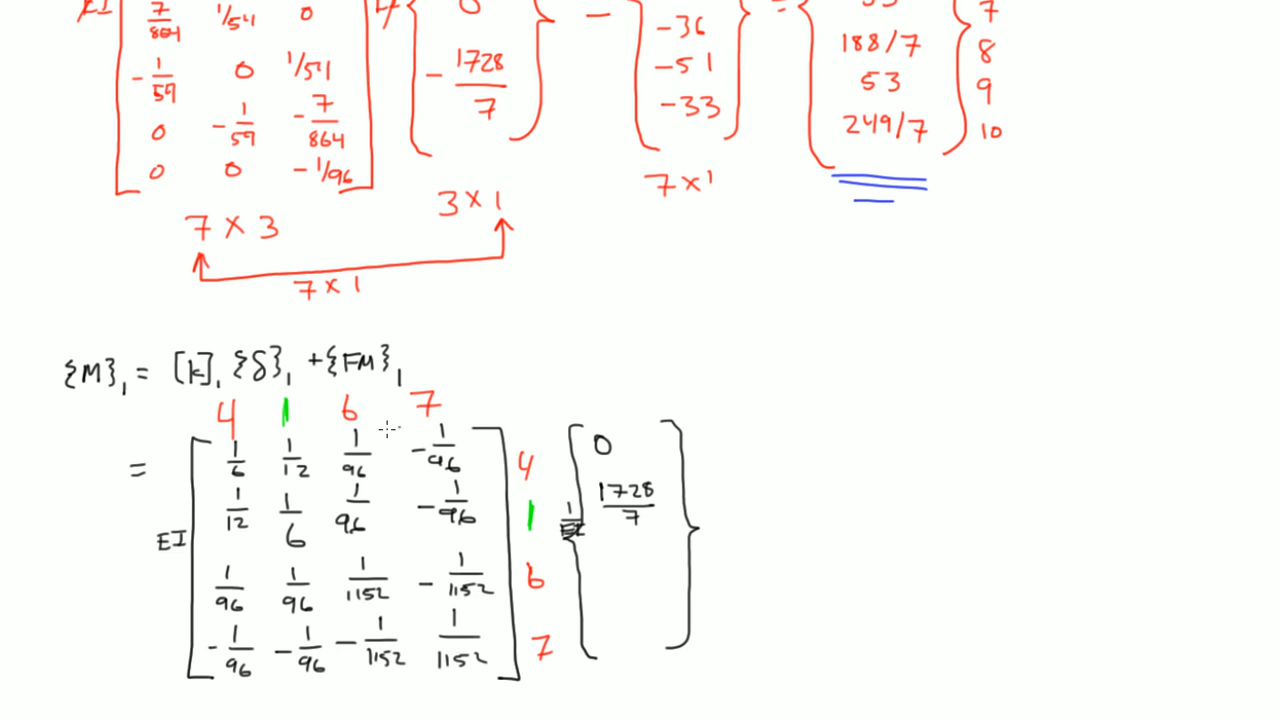 EI 7/864 1/54 0 0 - -36 = 7
-1/59 0 1/54 -1728/7 -51 188/7 8
0 -1/59 -7/864 -33 53 9
0 0 -1/96 249/7 10
7 × 3 3 × 1 7 × 1
7 × 1
{M}₁ = [k]₁ {δ}₁ + {FM}₁
4 1 6 7
= EI 1/6 1/12 1/96 -1/96 4 1/EI 0
1/12 1/6 1/96 -1/96 1 1728/7
1/96 1/96 1/1152 -1/1152 6
-1/96 -1/96 -1/1152 1/1152 7